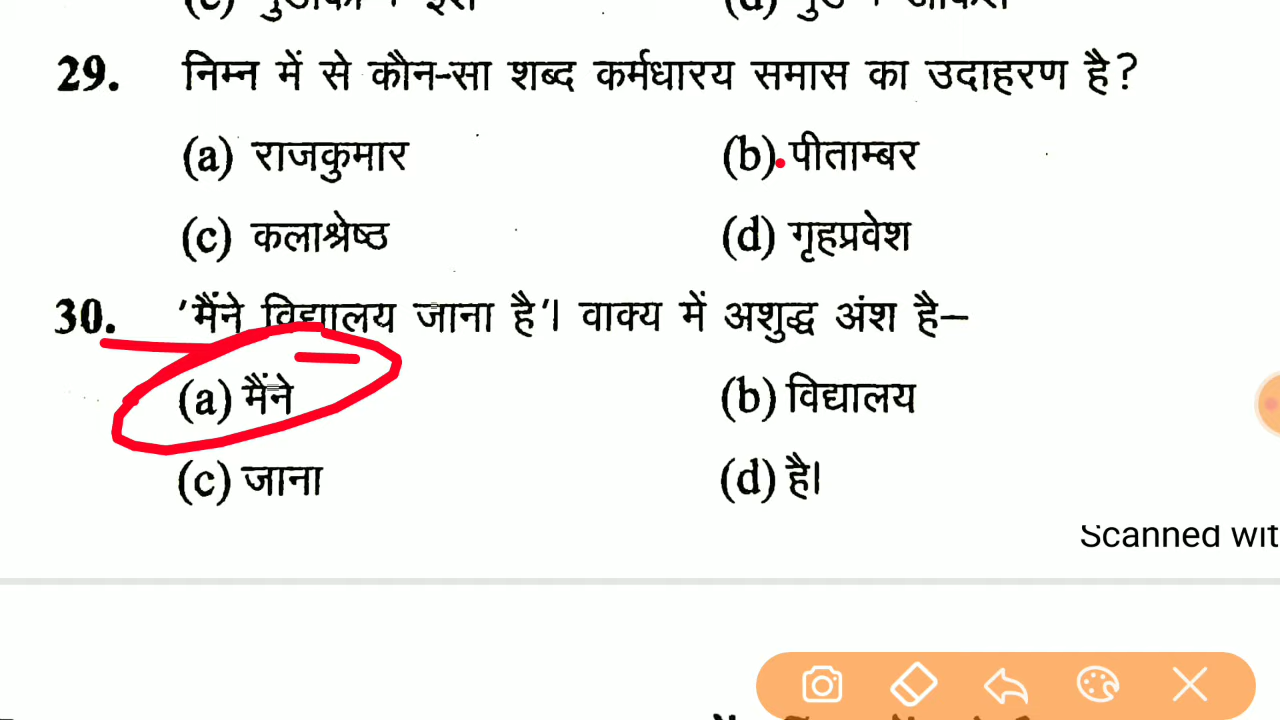 29. निम्न में से कौन-सा शब्द कर्मधारय समास का उदाहरण है?
(a) राजकुमार (b) पीताम्बर
(c) कलाश्रेष्ठ (d) गृहप्रवेश
30. 'मैंने विद्यालय जाना है'। वाक्य में अशुद्ध अंश है–
(a) मैंने (b) विद्यालय
(c) जाना (d) है।
Scanned wit